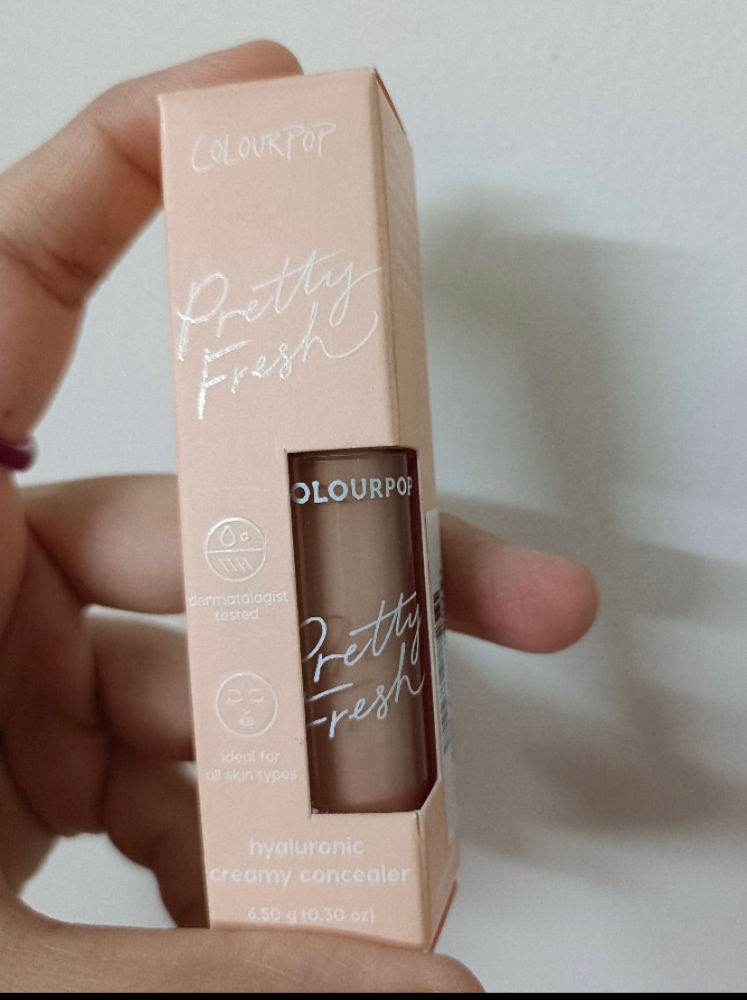 COLOURPOP
Pretty
Fresh
OLOURPOP
Pretty
Fresh
dermatologist
tested
ideal for
all skin types
hyaluronic
creamy concealer
6.50 g (0.30 oz)